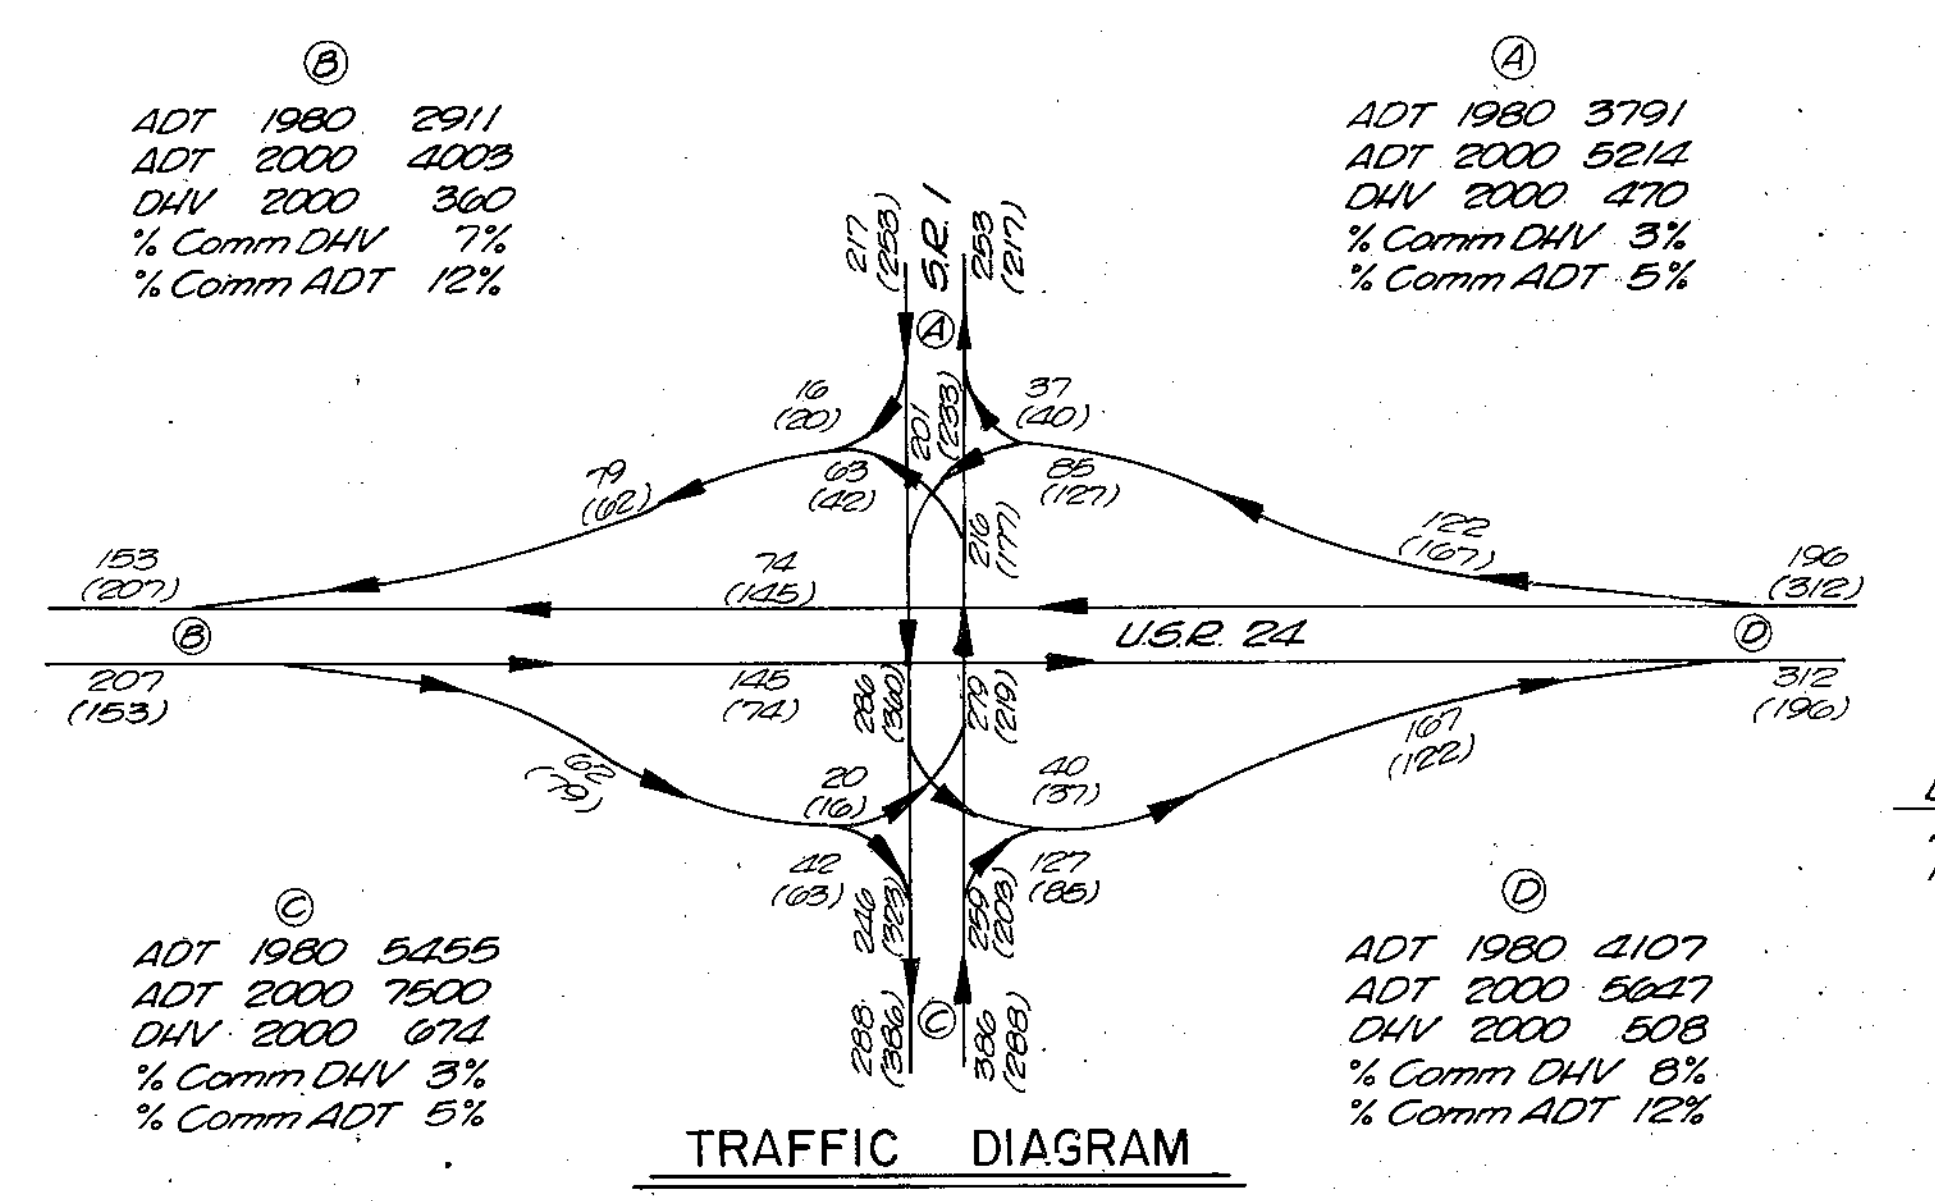 B
ADT 1980 2911
ADT 2000 4003
DHV 2000 360
% Comm DHV 7%
% Comm ADT 12%
A
ADT 1980 3791
ADT 2000 5214
DHV 2000 470
% Comm DHV 3%
% Comm ADT 5%
217
(253)
S.R. 1
253
(217)
A
16
(20)
201
(233)
37
(40)
79
(62)
63
(42)
85
(127)
216
(177)
122
(167)
153
(207)
74
(145)
196
(312)
B
U.S.R. 24
D
207
(153)
145
(74)
286
(360)
279
(219)
312
(196)
62
(79)
20
(16)
40
(37)
167
(122)
42
(63)
246
(323)
259
(203)
127
(85)
288
(386)
C
386
(288)
C
ADT 1980 5455
ADT 2000 7500
DHV 2000 674
% Comm DHV 3%
% Comm ADT 5%
D
ADT 1980 4107
ADT 2000 5647
DHV 2000 508
% Comm DHV 8%
% Comm ADT 12%
TRAFFIC DIAGRAM